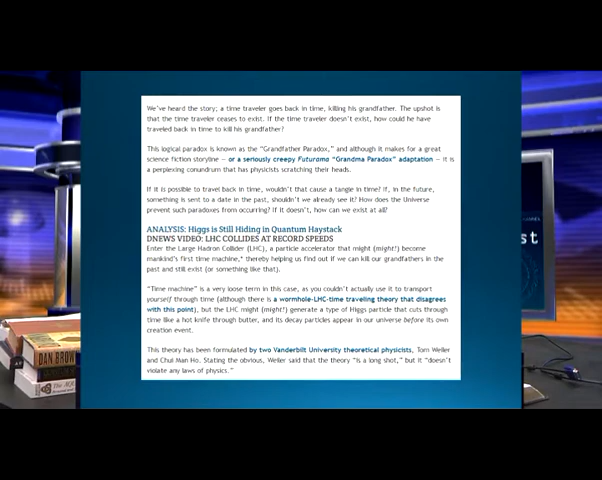 We've heard the story; a time traveler goes back in time, killing his grandfather. The upshot is
that the time traveler ceases to exist. If the time traveler doesn't exist, how could he have
traveled back in time to kill his grandfather?
This logical paradox is known as the "Grandfather Paradox," and although it makes for a great
science fiction storyline — or a seriously creepy Futurama "Grandma Paradox" adaptation — it is
a perplexing conundrum that has physicists scratching their heads.
If it is possible to travel back in time, wouldn't that cause a tangle in time? If, in the future,
something is sent to a date in the past, shouldn't we already see it? How does the Universe
prevent such paradoxes from occurring? If it doesn't, how can we exist at all?
ANALYSIS: Higgs is Still Hiding in Quantum Haystack
DNEWS VIDEO: LHC COLLIDES AT RECORD SPEEDS
Enter the Large Hadron Collider (LHC), a particle accelerator that might (might!) become
mankind's first time machine,* thereby helping us find out if we can kill our grandfathers in the
past and still exist (or something like that).
"Time machine" is a very loose term in this case, as you couldn't actually use it to transport
yourself through time (although there is a wormhole-LHC-time traveling theory that disagrees
with this point), but the LHC might (might!) generate a type of Higgs particle that cuts through
time like a hot knife through butter, and its decay particles appear in our universe before its own
creation event.
This theory has been formulated by two Vanderbilt University theoretical physicists, Tom Weiler
and Chui Man Ho. Stating the obvious, Weiler said that the theory "is a long shot," but it "doesn't
violate any laws of physics."
st
DAN BROW